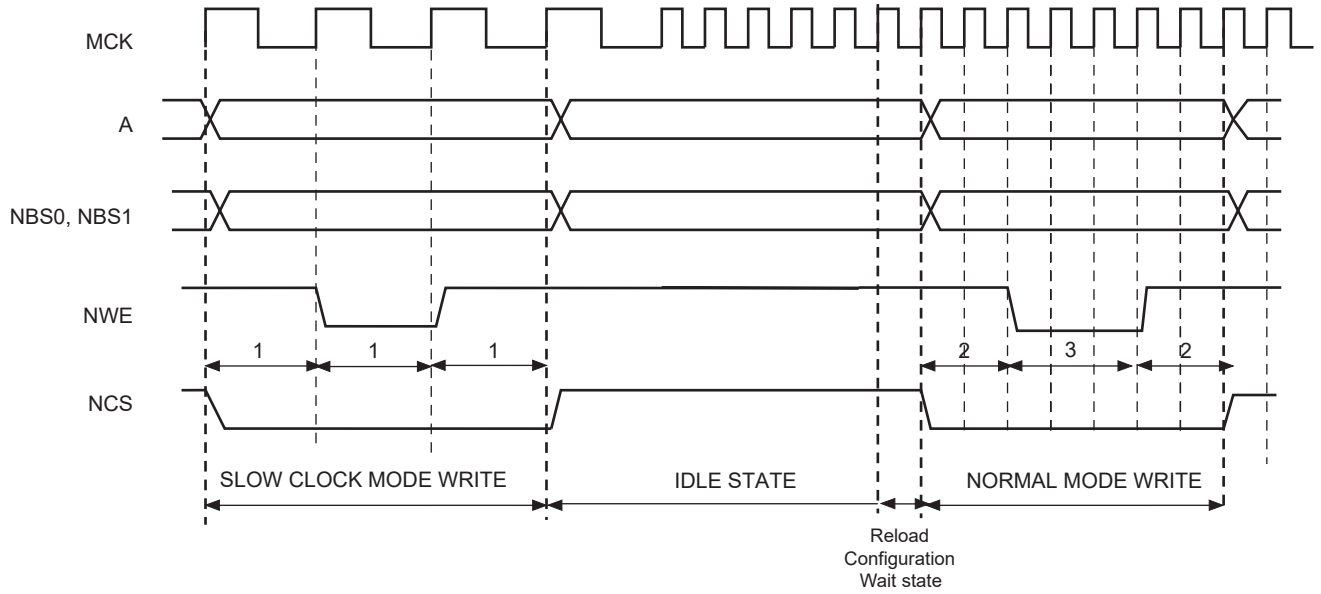 MCK
A
NBS0, NBS1
NWE
1 1 1 2 3 2
NCS
SLOW CLOCK MODE WRITE IDLE STATE NORMAL MODE WRITE
Reload
Configuration
Wait state